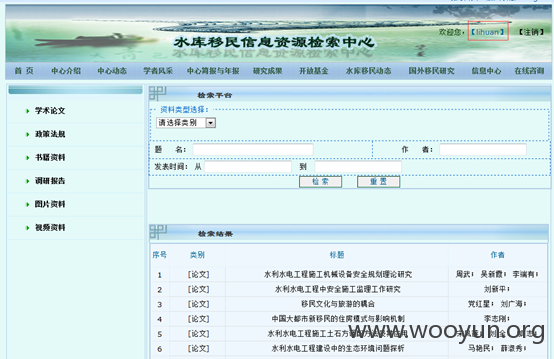 水库移民信息资源检索中心
欢迎您，【lihuan】 【注销】
首 页 中心介绍 中心动态 学者风采 中心简报与年报 研究成果 开放基金 水库移民动态 国外移民研究 信息中心 在线咨询
学术论文
政策法规
书籍资料
调研报告
图片资料
视频资料
检索平台
资料类型选择:
请选择类别
题 名: 作 者:
发表时间: 从 到
检 索 重 置
检索结果
序号 类别 标题 作者
1 [论文] 水利水电工程施工机械设备安全规划理论研究 周武; 吴新霞; 李瑞有;
2 [论文] 水利水电工程中安全施工监理工作研究 刘新平;
3 [论文] 移民文化与旅游的耦合 党红星; 刘广海;
4 [论文] 中国大都市新移民的住房模式与影响机制 李志刚;
5 [论文] 水利水电工程施工土石方
6 [论文] 水利水电工程建设中的生态环境问题探析 马艳民; 薛淑秀;
www.wooyun.org